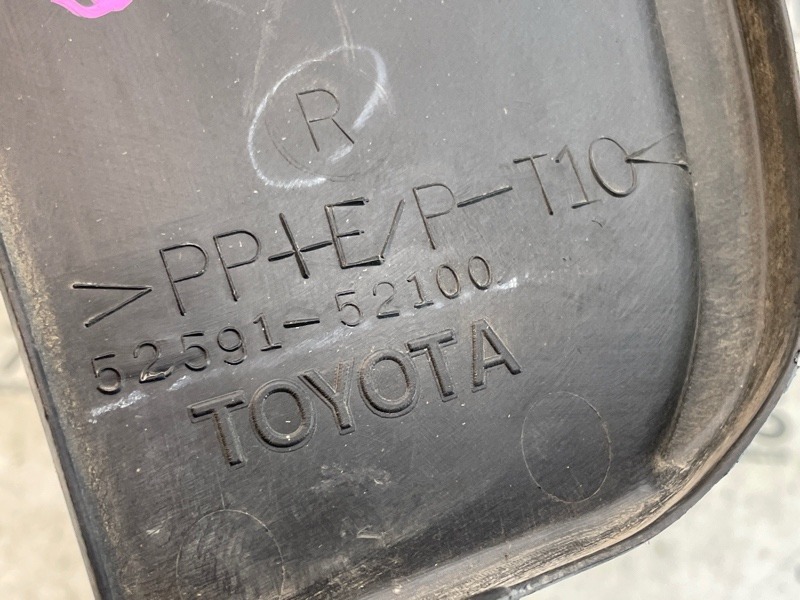 R
>PP+E/P-T10<
52591-52100
TOYOTA